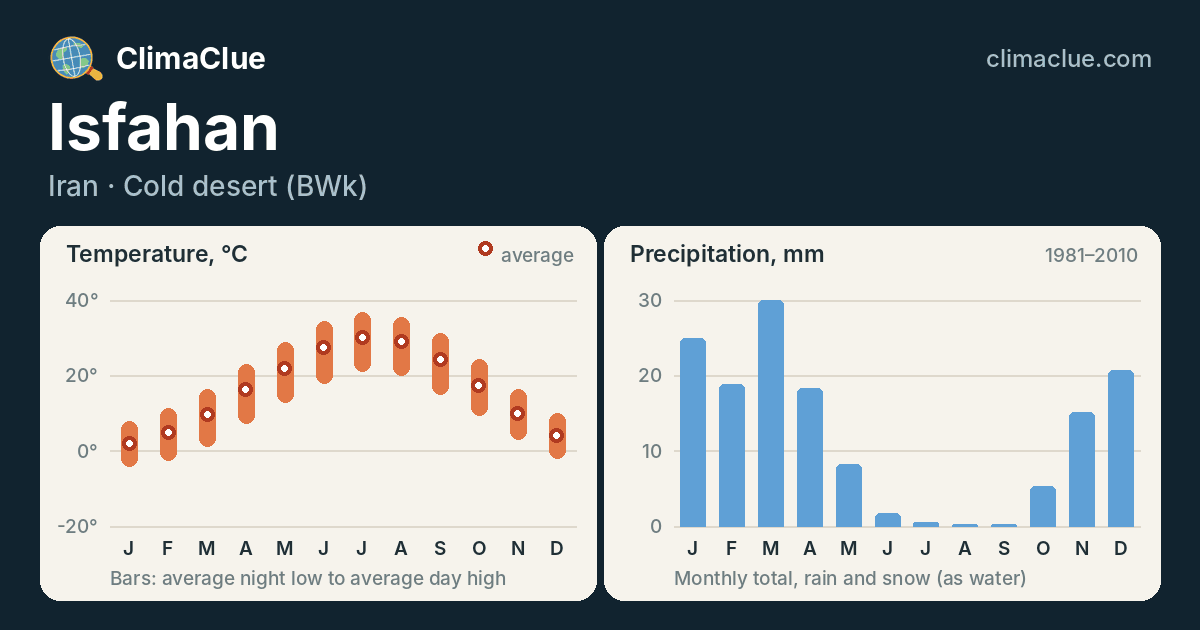 ClimaClue
climaclue.com
Isfahan
Iran · Cold desert (BWk)
Temperature, °C
average
40°
20°
0°
-20°
J F M A M J J A S O N D
Bars: average night low to average day high
Precipitation, mm
1981–2010
30
20
10
0
J F M A M J J A S O N D
Monthly total, rain and snow (as water)